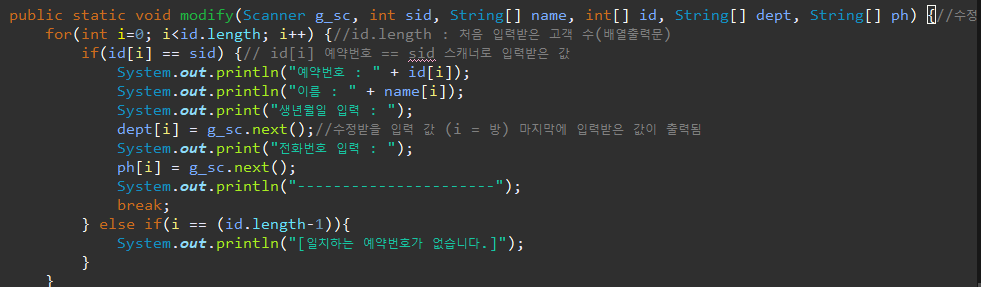 public static void modify(Scanner g_sc, int sid, String[] name, int[] id, String[] dept, String[] ph) {//수정
for(int i=0; i<id.length; i++) {//id.length : 처음 입력받은 고객 수(배열출력문)
if(id[i] == sid) {// id[i] 예약번호 == sid 스캐너로 입력받은 값
System.out.println("예약번호 : " + id[i]);
System.out.println("이름 : " + name[i]);
System.out.print("생년월일 입력 : ");
dept[i] = g_sc.next();//수정받을 입력 값 (i = 방) 마지막에 입력받은 값이 출력됨
System.out.print("전화번호 입력 : ");
ph[i] = g_sc.next();
System.out.println("----------------------");
break;
} else if(i == (id.length-1)){
System.out.println("[일치하는 예약번호가 없습니다.]");
}
}